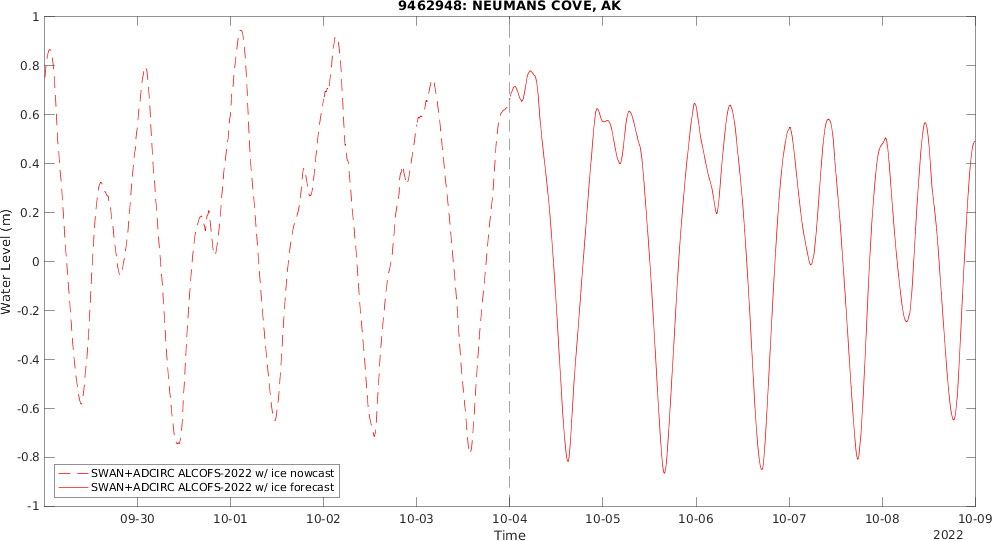 9462948: NEUMANS COVE, AK
Water Level (m)
1
0.8
0.6
0.4
0.2
0
-0.2
-0.4
-0.6
-0.8
-1
SWAN+ADCIRC ALCOFS-2022 w/ ice nowcast
SWAN+ADCIRC ALCOFS-2022 w/ ice forecast
09-30 10-01 10-02 10-03 10-04 10-05 10-06 10-07 10-08 10-09
Time
2022